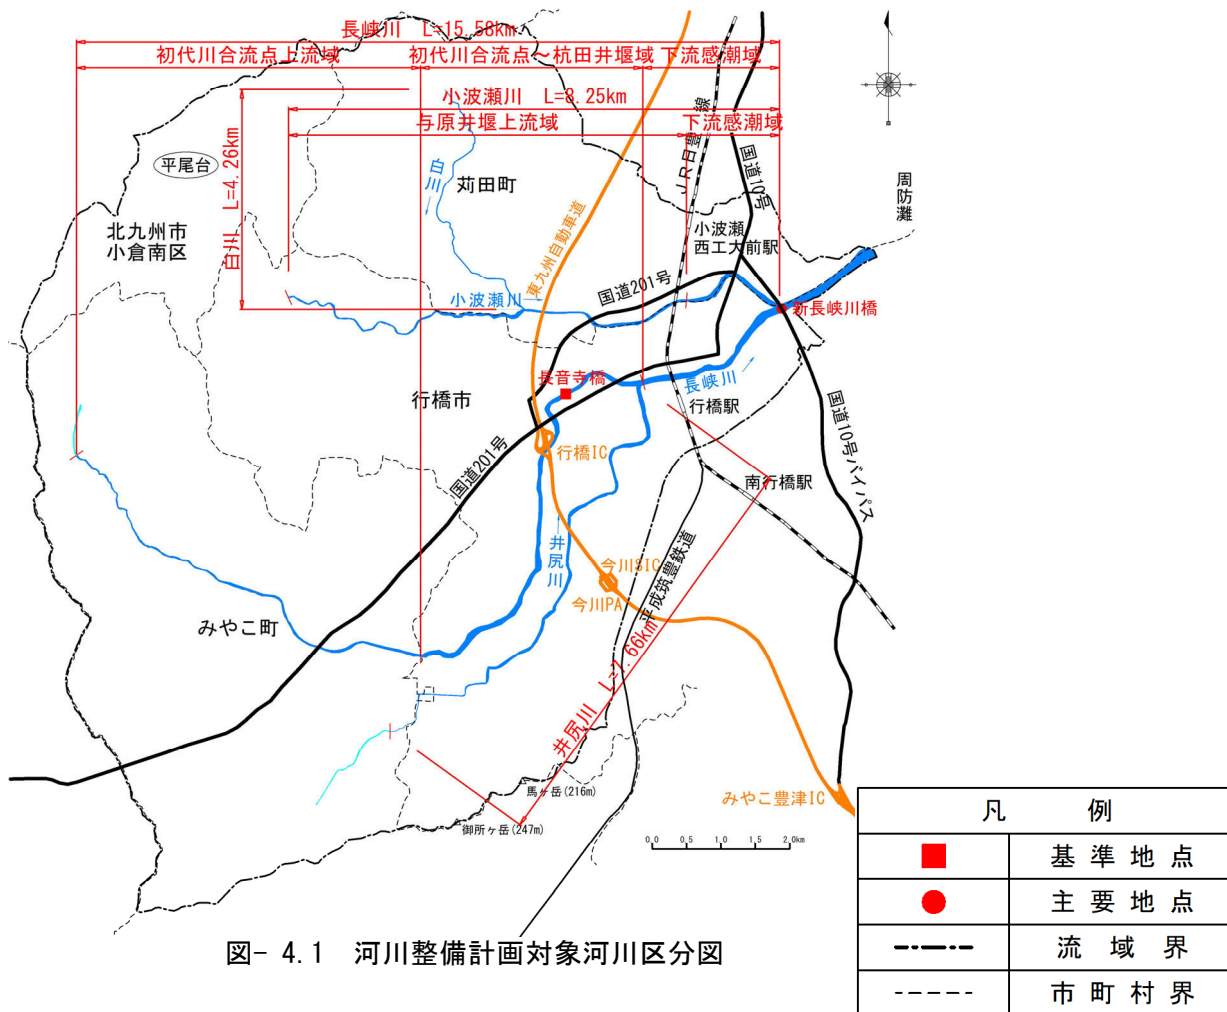 長峡川 L=15.58km
初代川合流点上流域
初代川合流点～杭田井堰域
下流感潮域
小波瀬川 L=8.25km
与原井堰上流域
下流感潮域
白川 L=4.26km
平尾台
白川
苅田町
北九州市
小倉南区
東九州自動車道
JR日豊線
国道10号
周防灘
小波瀬
西工大前駅
小波瀬川
国道201号
新長峡川橋
長音寺橋
長峡川
行橋市
行橋駅
国道10号バイパス
国道201号
行橋IC
南行橋駅
井尻川
平成筑豊鉄道
今川SIC
今川PA
みやこ町
井尻川 L=7.66km
馬ヶ岳(216m)
御所ヶ岳(247m)
みやこ豊津IC
0.0 0.5 1.0 2.0km
凡例
基準地点
主要地点
流域界
市町村界
図- 4.1 河川整備計画対象河川区分図